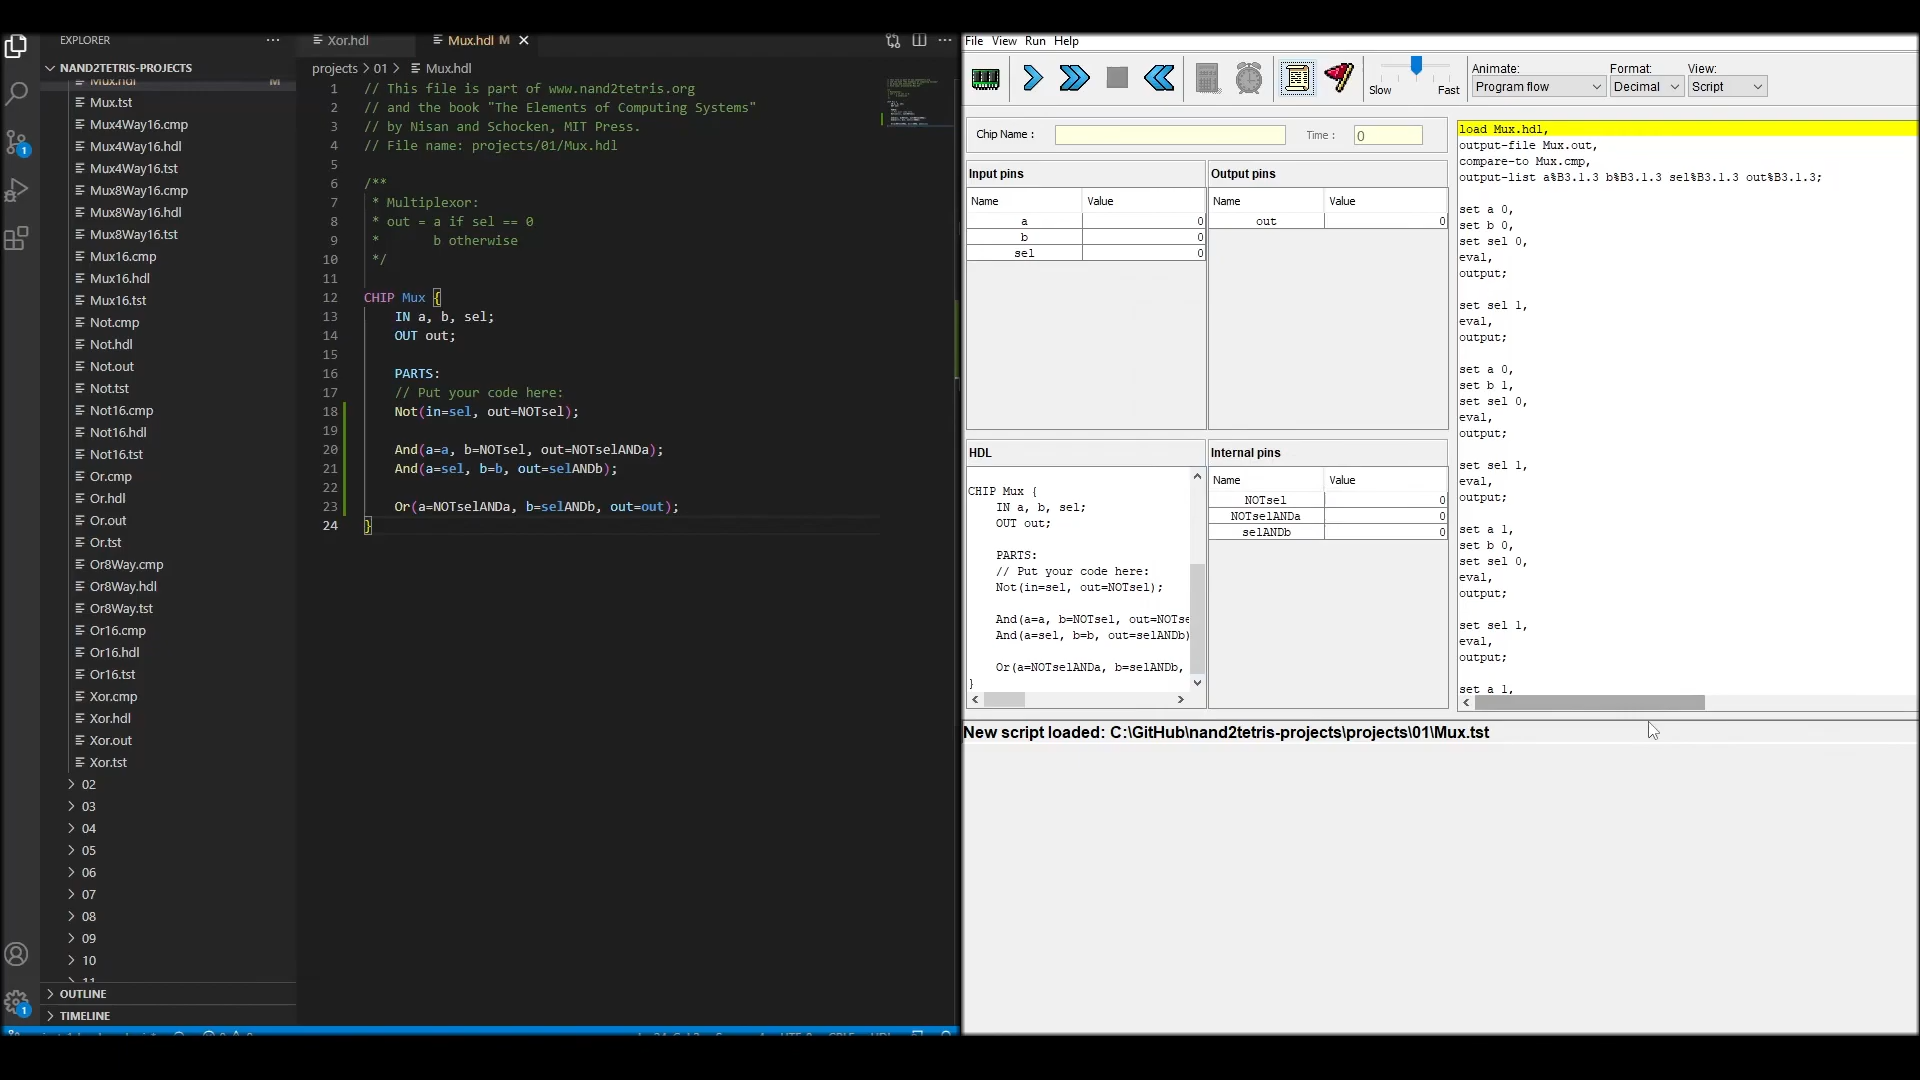 EXPLORER
NAND2TETRIS-PROJECTS
Mux.hdl M
Mux.tst
Mux4Way16.cmp
Mux4Way16.hdl
Mux4Way16.tst
Mux8Way16.cmp
Mux8Way16.hdl
Mux8Way16.tst
Mux16.cmp
Mux16.hdl
Mux16.tst
Not.cmp
Not.hdl
Not.out
Not.tst
Not16.cmp
Not16.hdl
Not16.tst
Or.cmp
Or.hdl
Or.out
Or.tst
Or8Way.cmp
Or8Way.hdl
Or8Way.tst
Or16.cmp
Or16.hdl
Or16.tst
Xor.cmp
Xor.hdl
Xor.out
Xor.tst
02
03
04
05
06
07
08
09
10
11
OUTLINE
TIMELINE
1
1
Xor.hdl
Mux.hdl M
projects > 01 > Mux.hdl
1 // This file is part of www.nand2tetris.org
2 // and the book "The Elements of Computing Systems"
3 // by Nisan and Schocken, MIT Press.
4 // File name: projects/01/Mux.hdl
5
6 /**
7 * Multiplexor:
8 * out = a if sel == 0
9 * b otherwise
10 */
11
12 CHIP Mux {
13 IN a, b, sel;
14 OUT out;
15
16 PARTS:
17 // Put your code here:
18 Not(in=sel, out=NOTsel);
19
20 And(a=a, b=NOTsel, out=NOTselANDa);
21 And(a=sel, b=b, out=selANDb);
22
23 Or(a=NOTselANDa, b=selANDb, out=out);
24 }
File View Run Help
Slow Fast
Animate:
Program flow
Format:
Decimal
View:
Script
Chip Name :
Time : 0
Input pins
Name Value
a 0
b 0
sel 0
Output pins
Name Value
out 0
HDL
CHIP Mux {
IN a, b, sel;
OUT out;
PARTS:
// Put your code here:
Not(in=sel, out=NOTsel);
And(a=a, b=NOTsel, out=NOTse
And(a=sel, b=b, out=selANDb)
Or(a=NOTselANDa, b=selANDb,
}
Internal pins
Name Value
NOTsel 0
NOTselANDa 0
selANDb 0
load Mux.hdl,
output-file Mux.out,
compare-to Mux.cmp,
output-list a%B3.1.3 b%B3.1.3 sel%B3.1.3 out%B3.1.3;
set a 0,
set b 0,
set sel 0,
eval,
output;
set sel 1,
eval,
output;
set a 0,
set b 1,
set sel 0,
eval,
output;
set sel 1,
eval,
output;
set a 1,
set b 0,
set sel 0,
eval,
output;
set sel 1,
eval,
output;
set a 1,
New script loaded: C:\GitHub\nand2tetris-projects\projects\01\Mux.tst